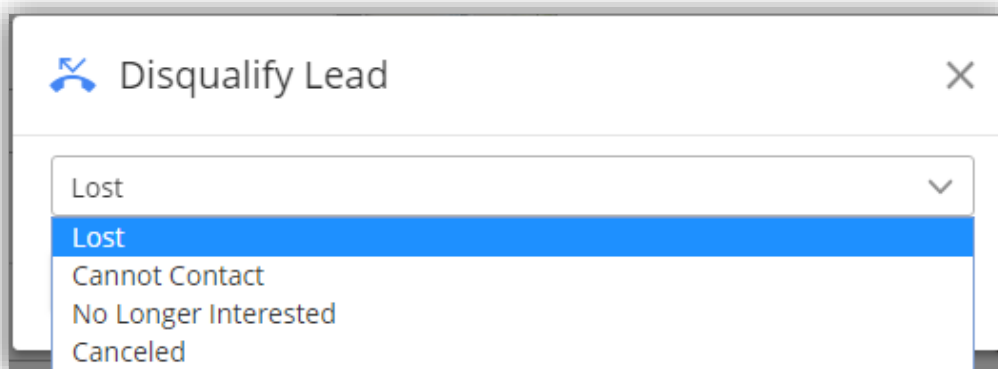 Disqualify Lead
Lost
Lost
Cannot Contact
No Longer Interested
Canceled